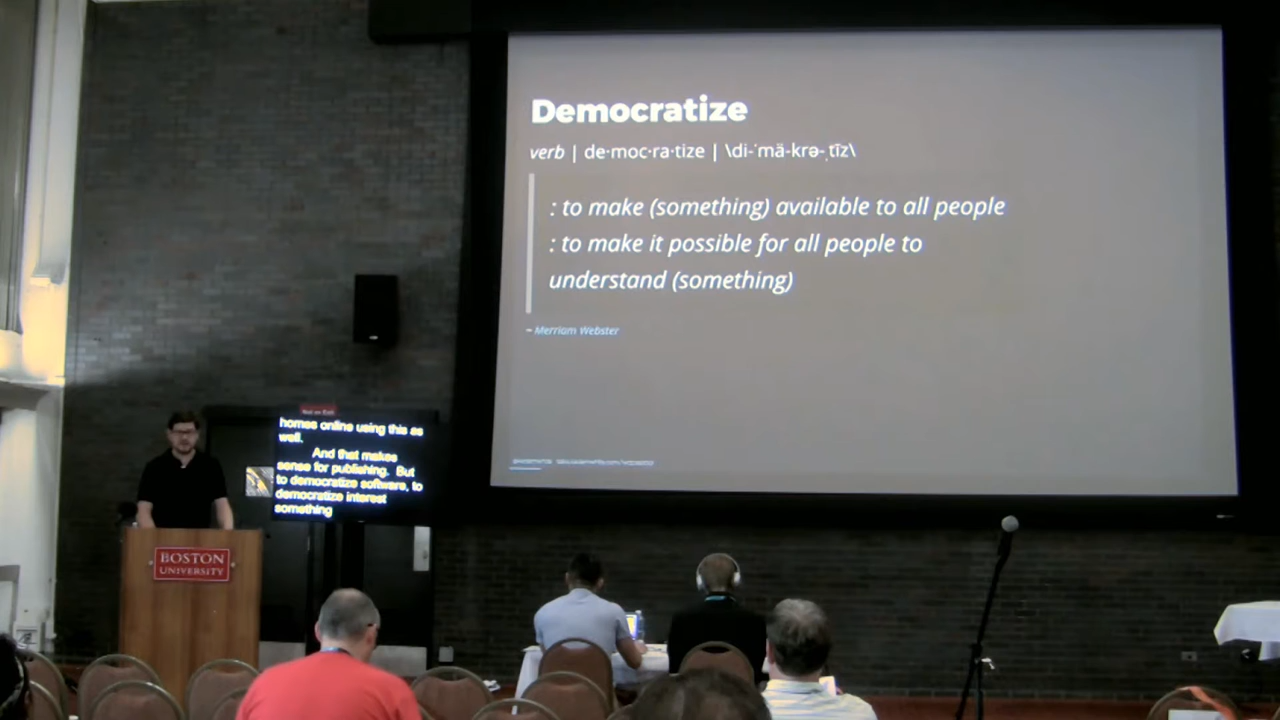 Democratize
verb | de·moc·ra·tize | \di-ˈmä-krə-ˌtīz\
: to make (something) available to all people
: to make it possible for all people to
understand (something)
– Merriam Webster
homes online using this as
well.
And that makes
sense for publishing. But
to democratize software, to
democratize interest
something
BOSTON
UNIVERSITY